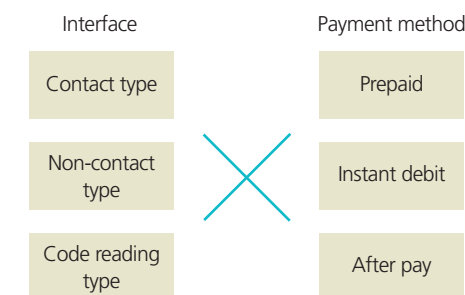 Interface
Payment method
Contact type
Prepaid
Non-contact
type
Instant debit
Code reading
type
After pay